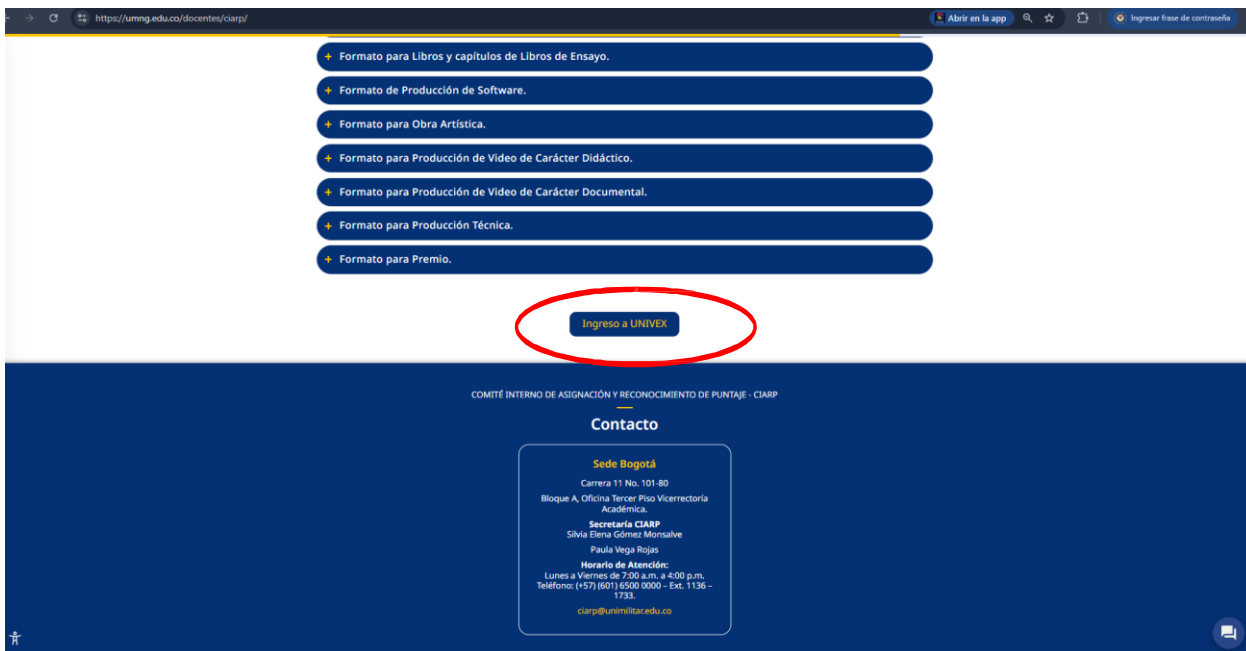 https://umng.edu.co/docentes/ciarp/
Abrir en la app
Ingresar frase de contraseña
+ Formato para Libros y capítulos de Libros de Ensayo.
+ Formato de Producción de Software.
+ Formato para Obra Artística.
+ Formato para Producción de Video de Carácter Didáctico.
+ Formato para Producción de Video de Carácter Documental.
+ Formato para Producción Técnica.
+ Formato para Premio.
Ingreso a UNIVEX
COMITÉ INTERNO DE ASIGNACIÓN Y RECONOCIMIENTO DE PUNTAJE - CIARP
Contacto
Sede Bogotá
Carrera 11 No. 101-80
Bloque A, Oficina Tercer Piso Vicerrectoría
Académica.
Secretaría CIARP
Silvia Elena Gómez Monsalve
Paula Vega Rojas
Horario de Atención:
Lunes a Viernes de 7:00 a.m. a 4:00 p.m.
Teléfono: (+57) (601) 6500 0000 – Ext. 1136 –
1733.
ciarp@unimilitar.edu.co